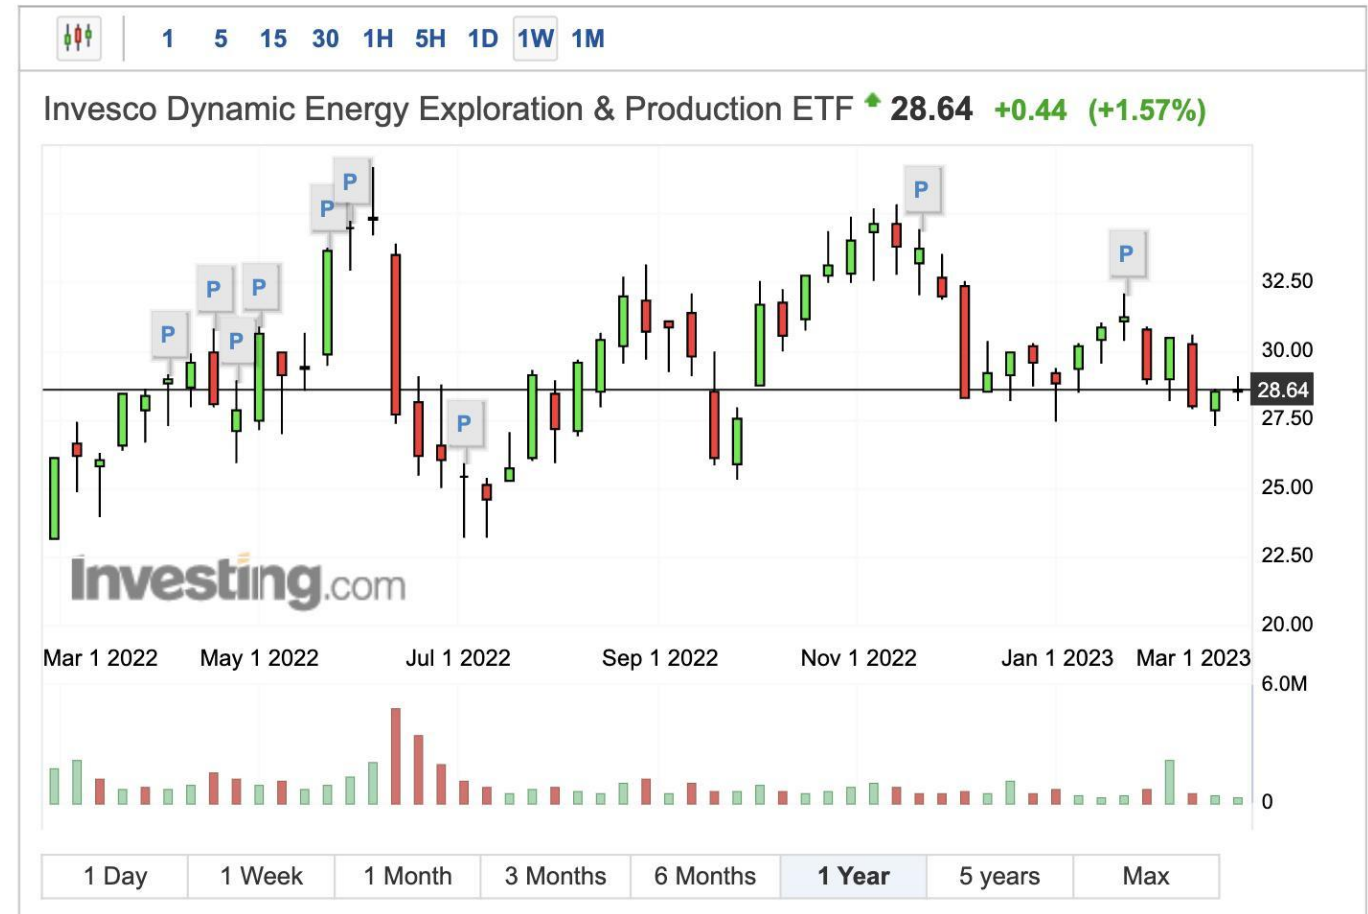 1 5 15 30 1H 5H 1D 1W 1M
Invesco Dynamic Energy Exploration & Production ETF 28.64 +0.44 (+1.57%)
P
P
P
P
P
P
P
P
P
32.50
30.00
28.64
27.50
25.00
22.50
20.00
Investing.com
Mar 1 2022 May 1 2022 Jul 1 2022 Sep 1 2022 Nov 1 2022 Jan 1 2023 Mar 1 2023
6.0M
0
1 Day 1 Week 1 Month 3 Months 6 Months 1 Year 5 years Max